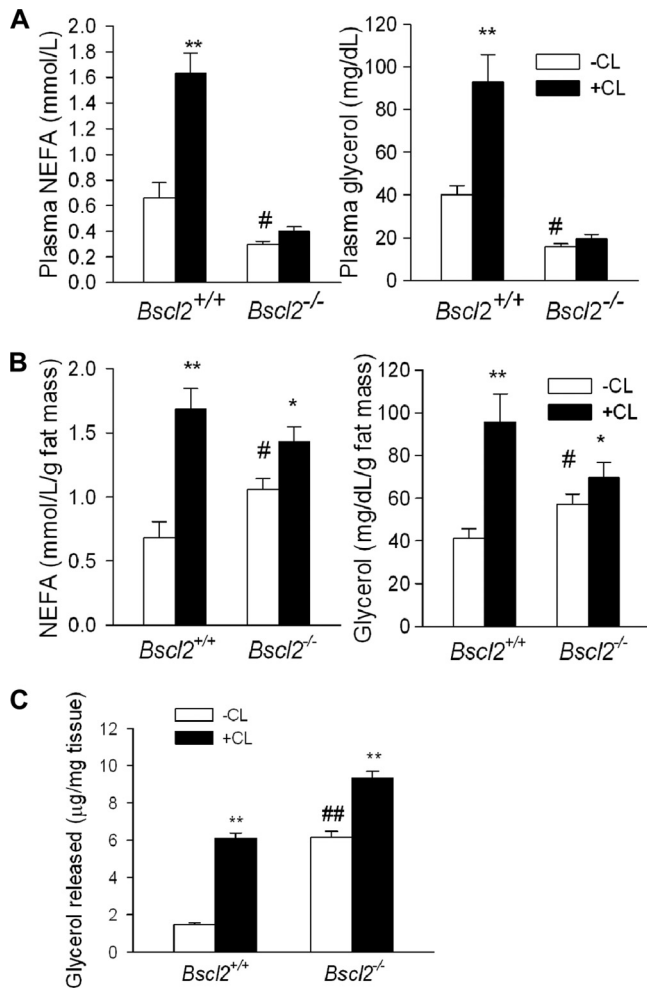 A
Plasma NEFA (mmol/L)
2.0
1.8
1.6
1.4
1.2
1.0
0.8
0.6
0.4
0.2
0.0
**
#
Bscl2+/+ Bscl2-/-
Plasma glycerol (mg/dL)
120
100
80
60
40
20
0
**
#
-CL
+CL
Bscl2+/+ Bscl2-/-
B
NEFA (mmol/L/g fat mass)
2.0
1.5
1.0
0.5
0.0
**
#
*
Bscl2+/+ Bscl2-/-
Glycerol (mg/dL/g fat mass)
120
100
80
60
40
20
0
**
#
*
-CL
+CL
Bscl2+/+ Bscl2-/-
C
-CL
+CL
Glycerol released (µg/mg tissue)
12
10
8
6
4
2
0
**
##
**
Bscl2+/+ Bscl2-/-